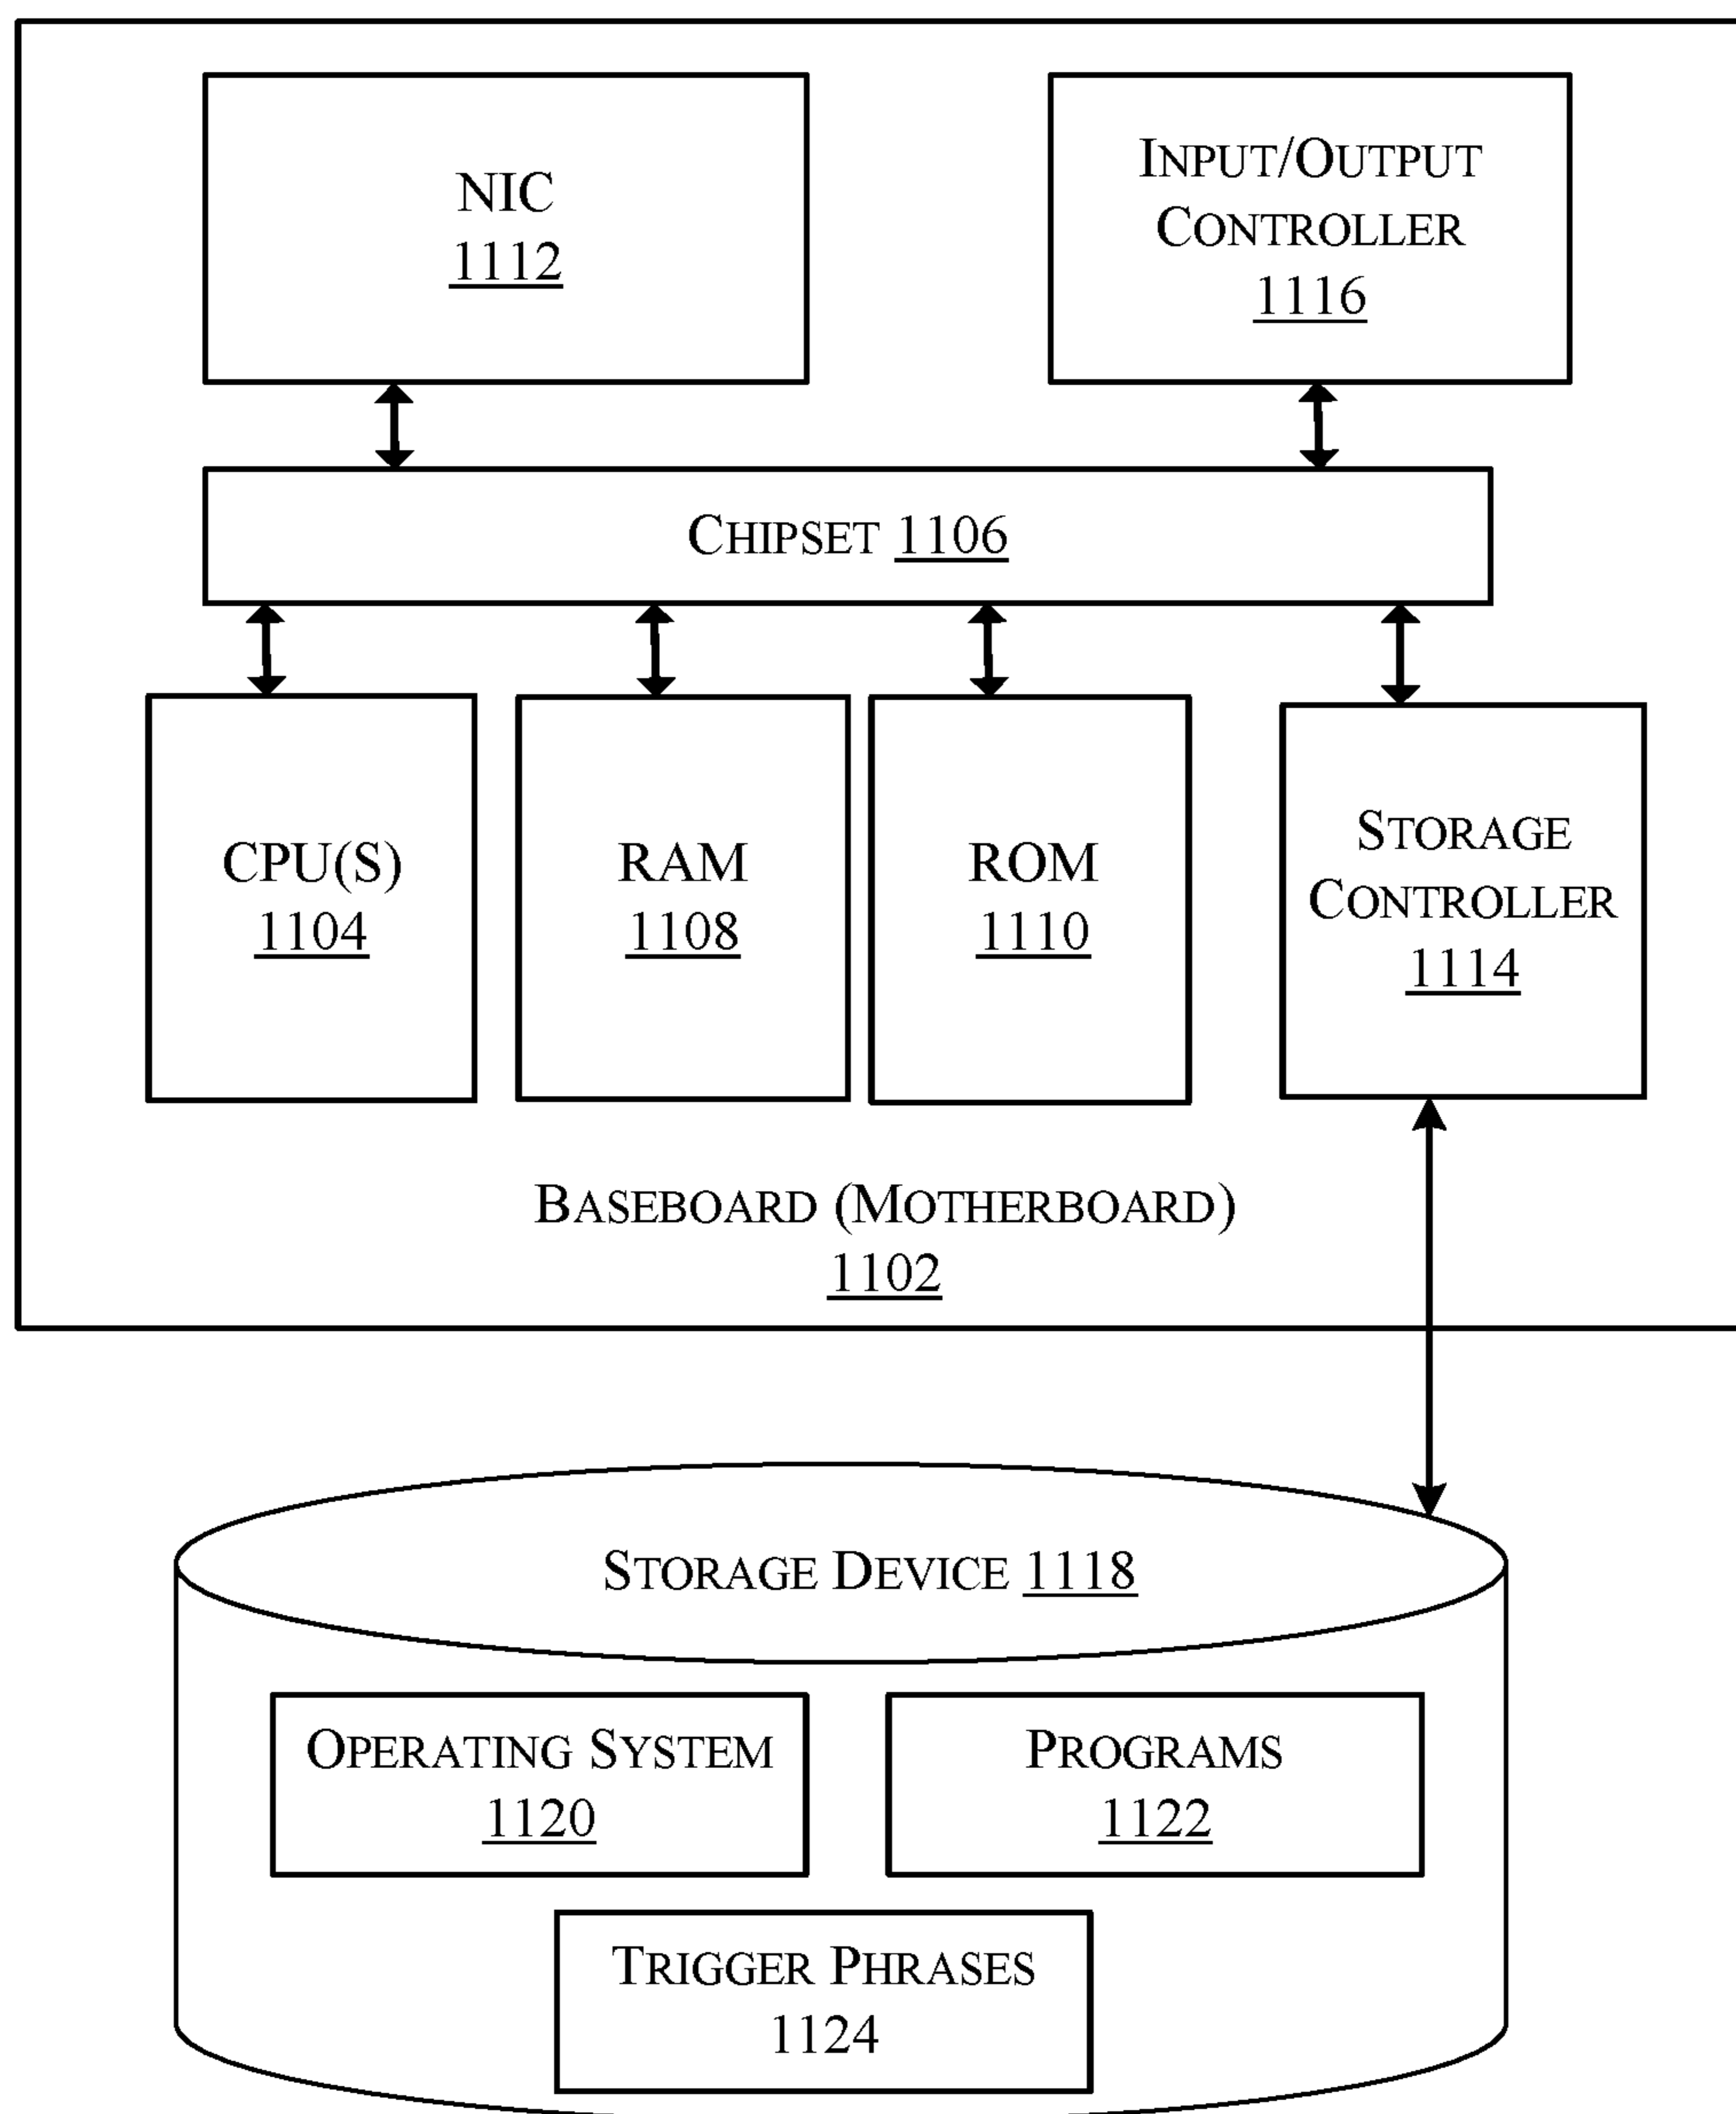 NIC
1112
INPUT/OUTPUT
CONTROLLER
1116
CHIPSET 1106
CPU(S)
1104
RAM
1108
ROM
1110
STORAGE
CONTROLLER
1114
BASEBOARD (MOTHERBOARD)
1102
STORAGE DEVICE 1118
OPERATING SYSTEM
1120
PROGRAMS
1122
TRIGGER PHRASES
1124